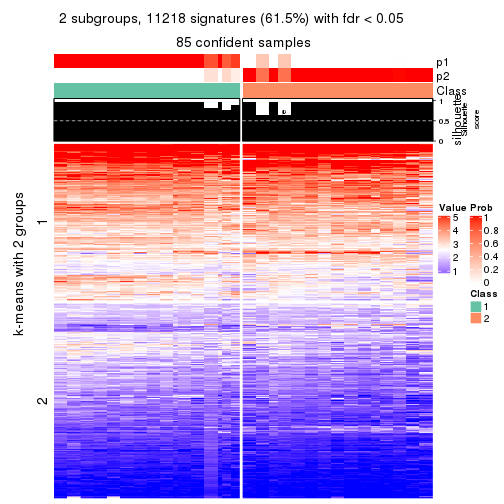 2 subgroups, 11218 signatures (61.5%) with fdr < 0.05
85 confident samples
p1
p2
Class
1
0.5
0
silhouette
Silhouette
score
k-means with 2 groups
1
2
Value Prob
5 1
4 0.8
3 0.6
2 0.4
1 0.2
0
Class
1
2